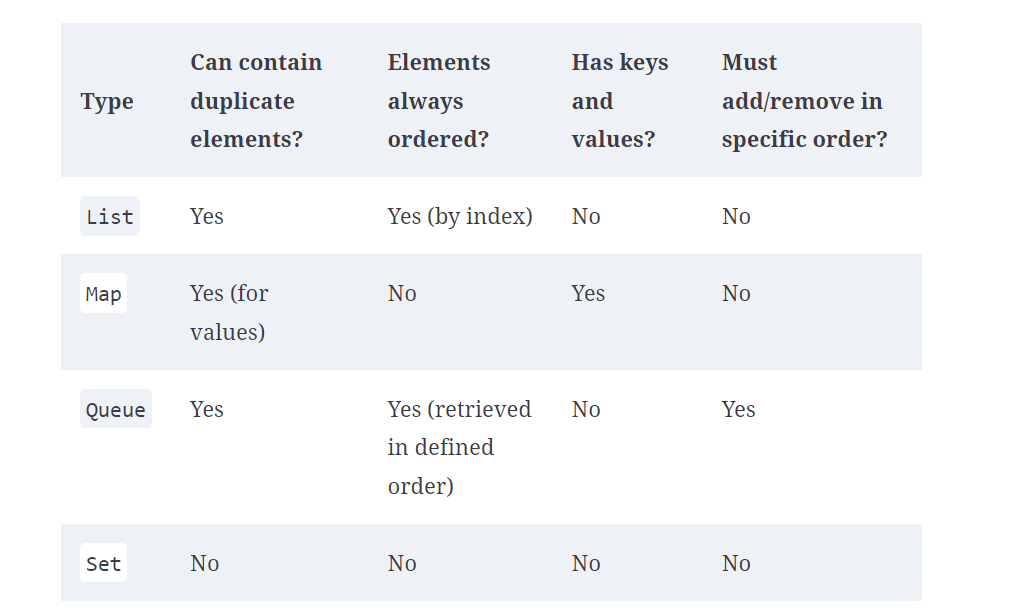 Type
Can contain
duplicate
elements?
Elements
always
ordered?
Has keys
and
values?
Must
add/remove in
specific order?
List
Yes
Yes (by index)
No
No
Map
Yes (for
values)
No
Yes
No
Queue
Yes
Yes (retrieved
in defined
order)
No
Yes
Set
No
No
No
No